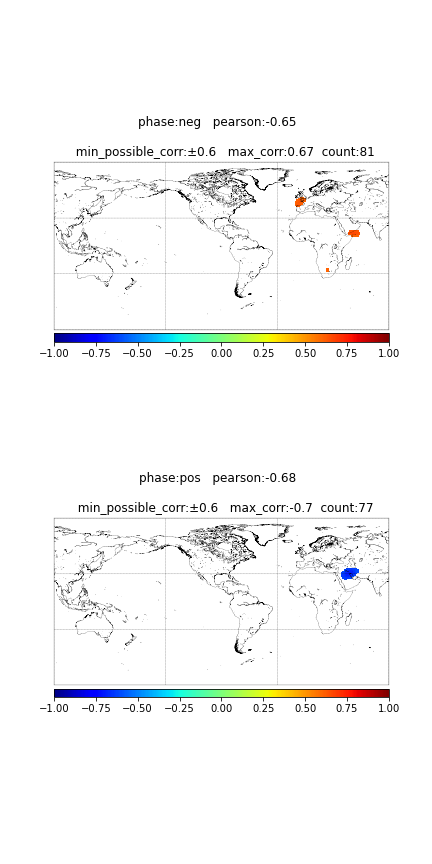 phase:neg   pearson:-0.65
min_possible_corr:±0.6   max_corr:0.67  count:81
−1.00 −0.75 −0.50 −0.25 0.00 0.25 0.50 0.75 1.00
phase:pos   pearson:-0.68
min_possible_corr:±0.6   max_corr:-0.7  count:77
−1.00 −0.75 −0.50 −0.25 0.00 0.25 0.50 0.75 1.00